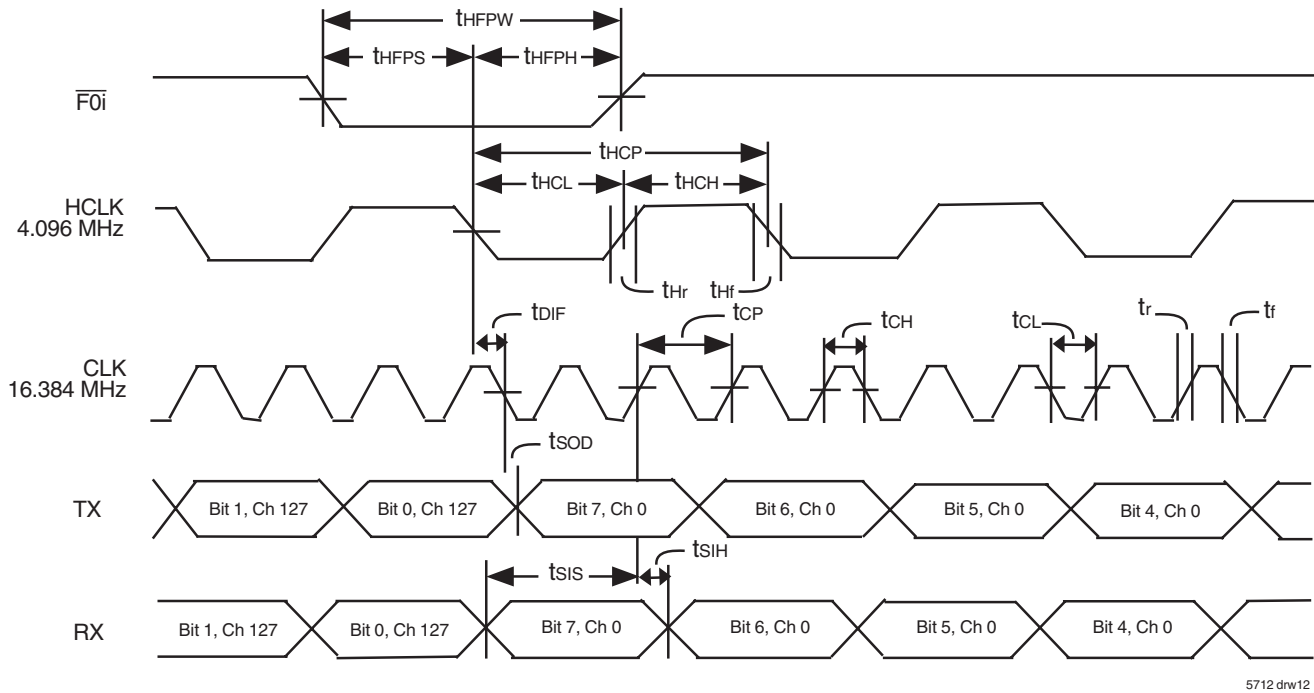 tHFPW
tHFPS tHFPH
F0i
tHCP
tHCL tHCH
HCLK
4.096 MHz
tHr tHf
tDIF tCP tCH tCL tr tf
CLK
16.384 MHz
tSOD
TX Bit 1, Ch 127 Bit 0, Ch 127 Bit 7, Ch 0 Bit 6, Ch 0 Bit 5, Ch 0 Bit 4, Ch 0
tSIS tSIH
RX Bit 1, Ch 127 Bit 0, Ch 127 Bit 7, Ch 0 Bit 6, Ch 0 Bit 5, Ch 0 Bit 4, Ch 0
5712 drw12